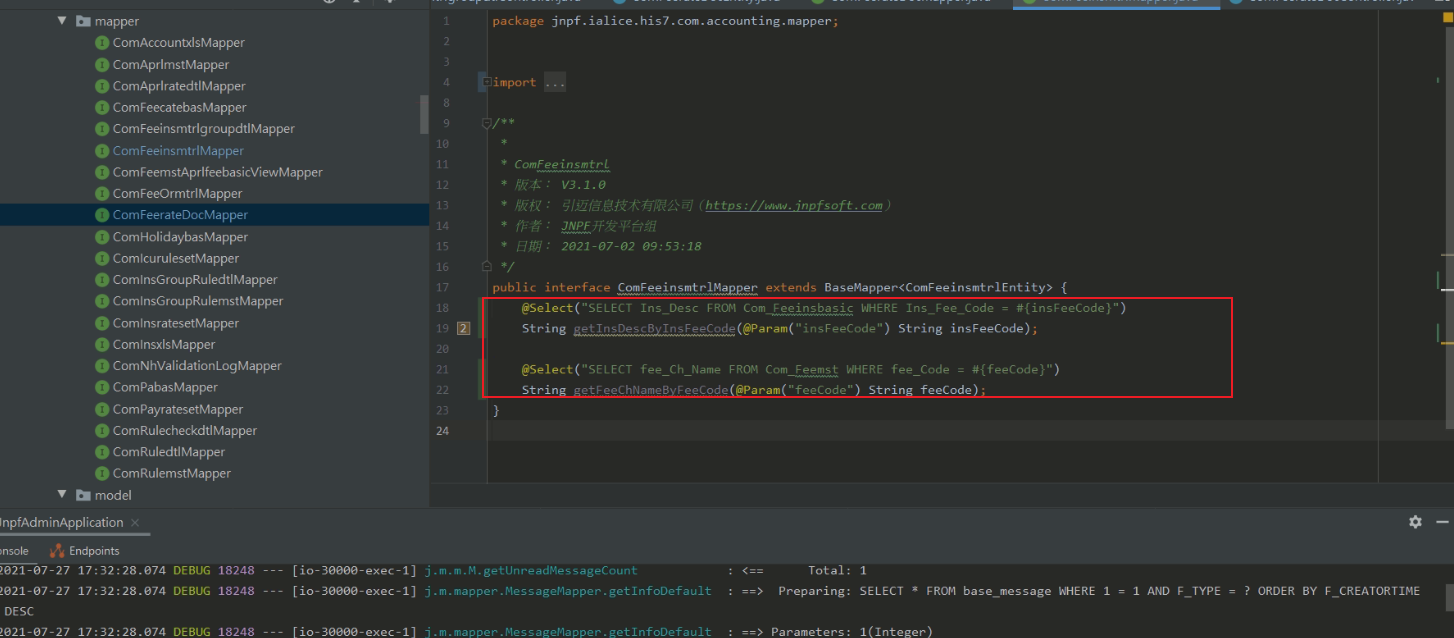 mapper
ComAccountxlsMapper
ComAprlmstMapper
ComAprlratedtlMapper
ComFeecatebasMapper
ComFeeinsmtrlgroupdtlMapper
ComFeeinsmtrlMapper
ComFeemstAprlfeebasicViewMapper
ComFeeOrmtrlMapper
ComFeerateDocMapper
ComHolidaybasMapper
ComIcurulesetMapper
ComInsGroupRuledtlMapper
ComInsGroupRulemstMapper
ComInsratesetMapper
ComInsxlsMapper
ComNhValidationLogMapper
ComPabasMapper
ComPayratesetMapper
ComRulecheckdtlMapper
ComRuledtlMapper
ComRulemstMapper
model
1 package jnpf.ialice.his7.com.accounting.mapper;
2
3
4 import ...
8
9 /**
10 *
11 * ComFeeinsmtrl
12 * 版本： V3.1.0
13 * 版权： 引迈信息技术有限公司（https://www.jnpfsoft.com）
14 * 作者： JNPF开发平台组
15 * 日期： 2021-07-02 09:53:18
16 */
17 public interface ComFeeinsmtrlMapper extends BaseMapper<ComFeeinsmtrlEntity> {
18 @Select("SELECT Ins_Desc FROM Com_Feeinsbasic WHERE Ins_Fee_Code = #{insFeeCode}")
19 2 String getInsDescByInsFeeCode(@Param("insFeeCode") String insFeeCode);
20
21 @Select("SELECT fee_Ch_Name FROM Com_Feemst WHERE fee_Code = #{feeCode}")
22 String getFeeChNameByFeeCode(@Param("feeCode") String feeCode);
23 }
24
JnpfAdminApplication
onsole Endpoints
2021-07-27 17:32:28.074 DEBUG 18248 --- [io-30000-exec-1] j.m.m.M.getUnreadMessageCount : <== Total: 1
2021-07-27 17:32:28.074 DEBUG 18248 --- [io-30000-exec-1] j.m.mapper.MessageMapper.getInfoDefault : ==> Preparing: SELECT * FROM base_message WHERE 1 = 1 AND F_TYPE = ? ORDER BY F_CREATORTIME
DESC
2021-07-27 17:32:28.074 DEBUG 18248 --- [io-30000-exec-1] j.m.mapper.MessageMapper.getInfoDefault : ==> Parameters: 1(Integer)